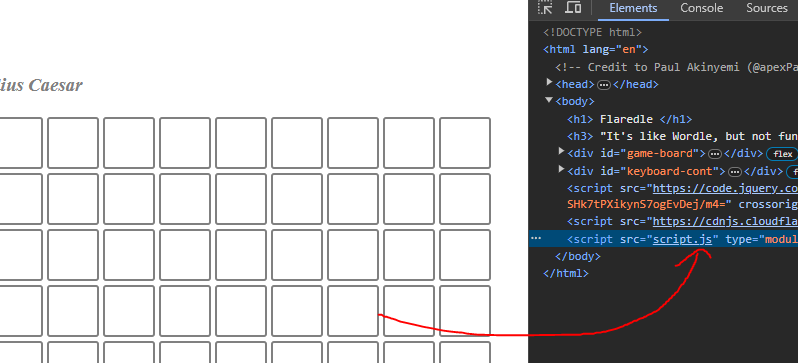 ius Caesar
Elements Console Sources
<!DOCTYPE html>
<html lang="en">
<!-- Credit to Paul Akinyemi (@apexPa
<head> </head>
<body>
<h1> Flaredle </h1>
<h3> "It's like Wordle, but not fun
<div id="game-board"> </div> flex
<div id="keyboard-cont"> </div>
<script src="https://code.jquery.co
SHk7tPXikynS7ogEvDej/m4=" crossorig
<script src="https://cdnjs.cloudfla
<script src="script.js" type="modul
</body>
</html>